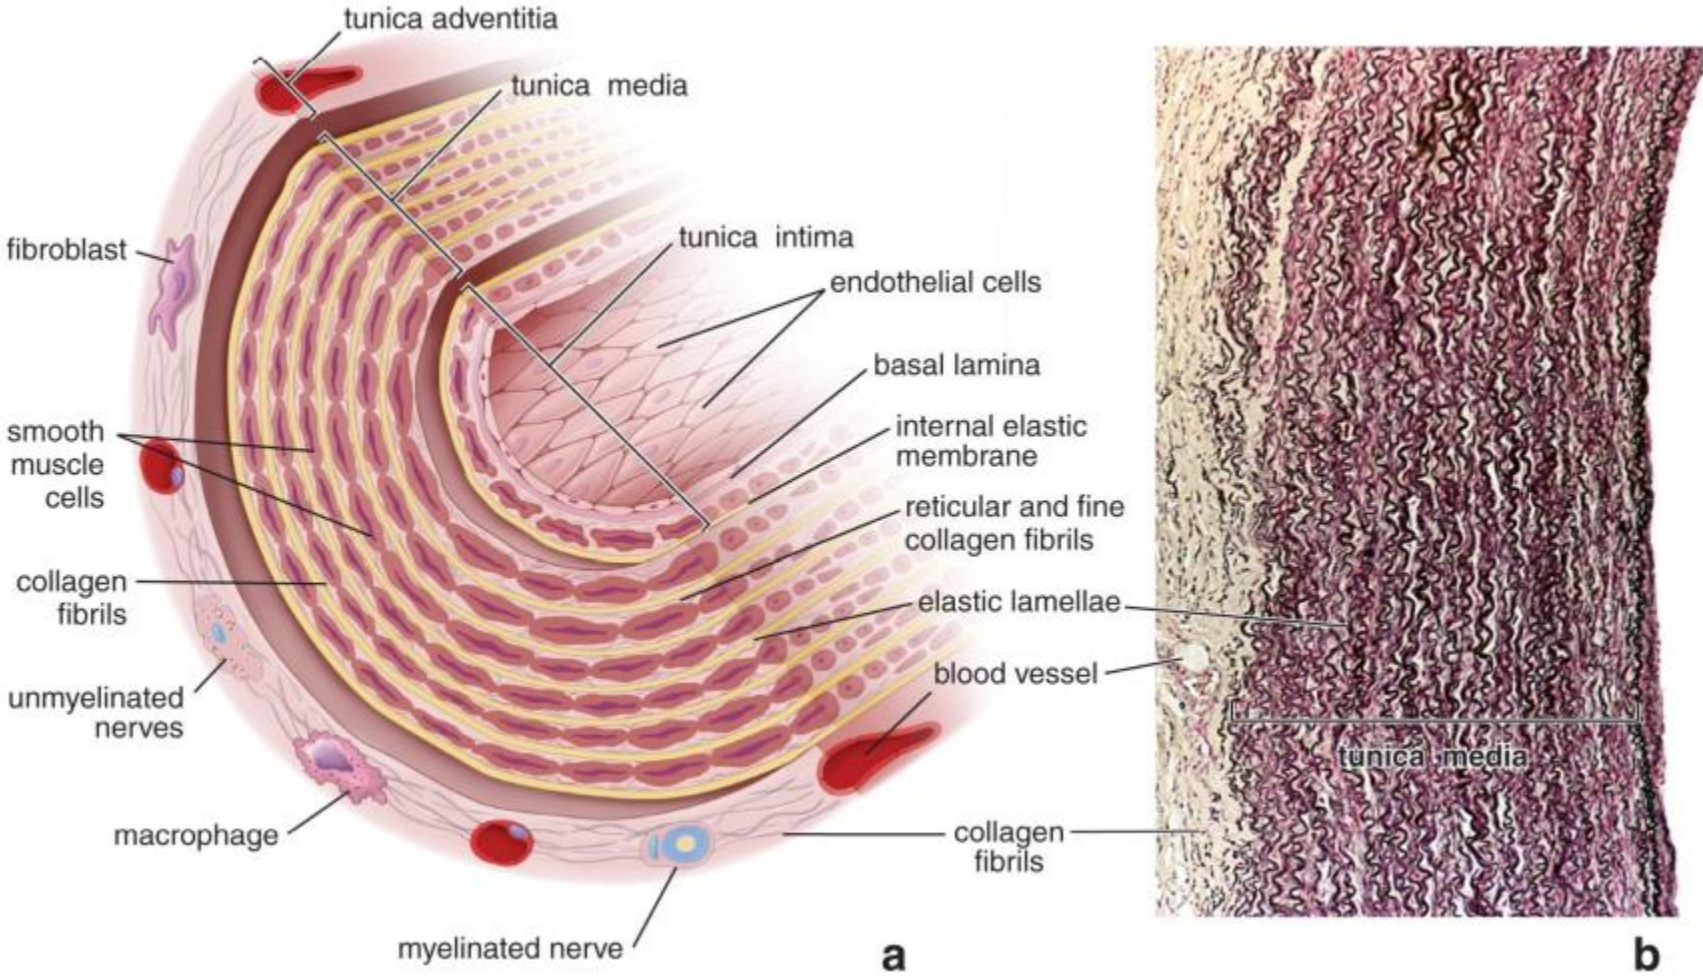 tunica adventitia
tunica media
tunica intima
endothelial cells
basal lamina
internal elastic
membrane
reticular and fine
collagen fibrils
elastic lamellae
blood vessel
collagen
fibrils
fibroblast
smooth
muscle
cells
collagen
fibrils
unmyelinated
nerves
macrophage
myelinated nerve
a
tunica media
b